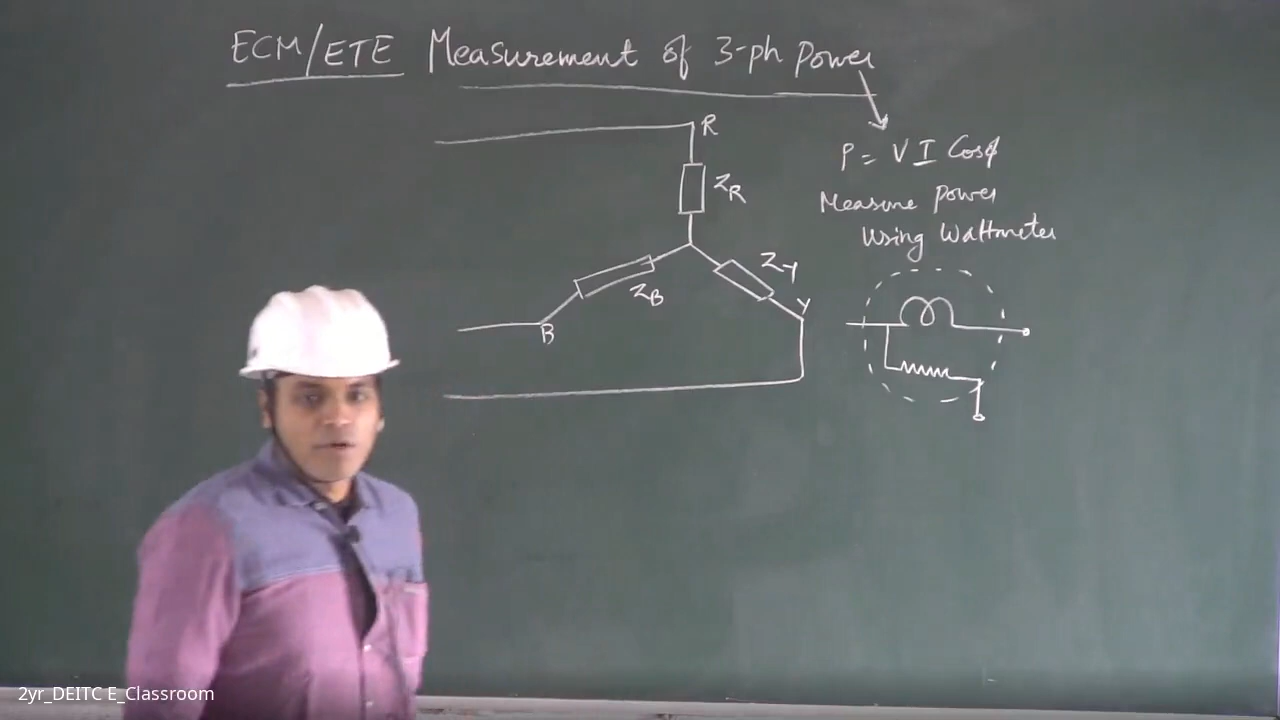 ECM/ETE Measurement of 3-ph Power
R
P = V I Cosφ
Z_R
Measure power
Using Wattmeter
Z_Y
Z_B
Y
B
2yr_DEITC E_Classroom